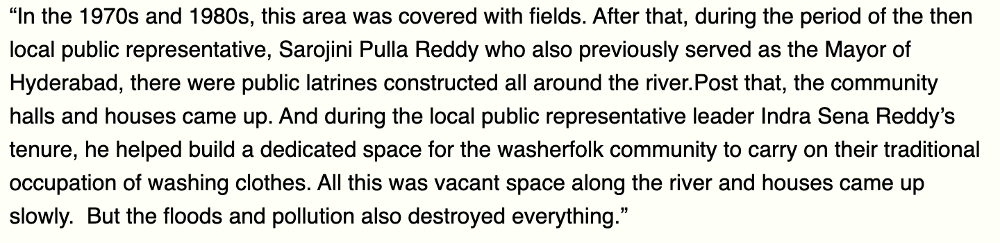 “In the 1970s and 1980s, this area was covered with fields. After that, during the period of the then
local public representative, Sarojini Pulla Reddy who also previously served as the Mayor of
Hyderabad, there were public latrines constructed all around the river.Post that, the community
halls and houses came up. And during the local public representative leader Indra Sena Reddy’s
tenure, he helped build a dedicated space for the washerfolk community to carry on their traditional
occupation of washing clothes. All this was vacant space along the river and houses came up
slowly.  But the floods and pollution also destroyed everything.”